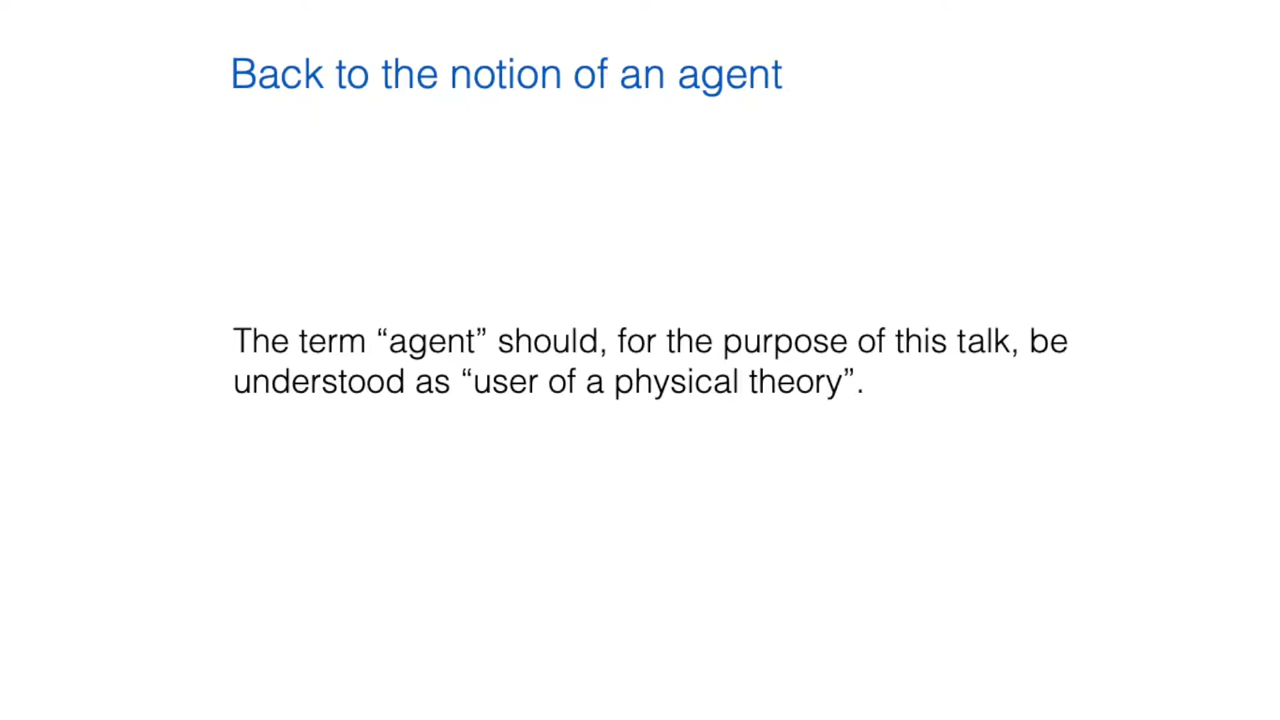 Back to the notion of an agent
The term “agent” should, for the purpose of this talk, be
understood as “user of a physical theory”.